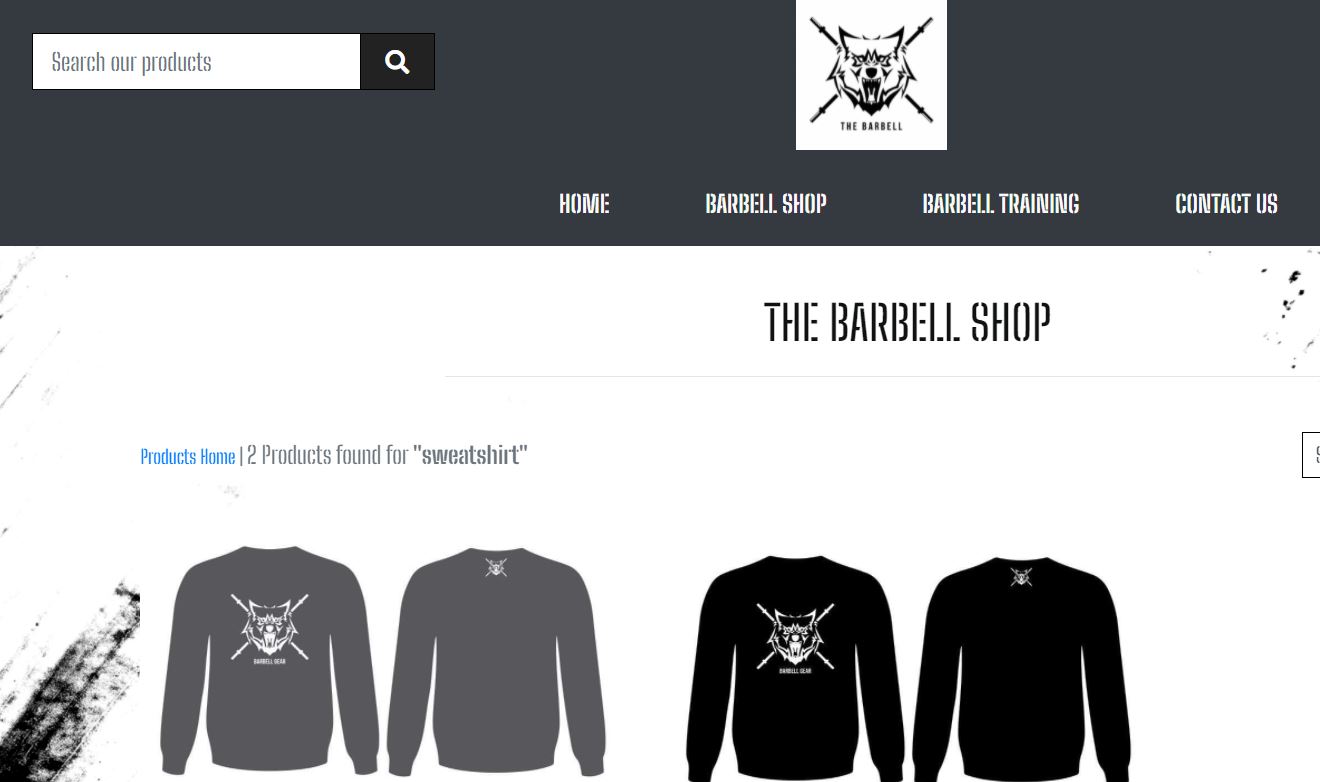 Search our products
THE BARBELL
HOME BARBELL SHOP BARBELL TRAINING CONTACT US
THE BARBELL SHOP
Products Home | 2 Products found for "sweatshirt"
BARBELL GEAR
BARBELL GEAR